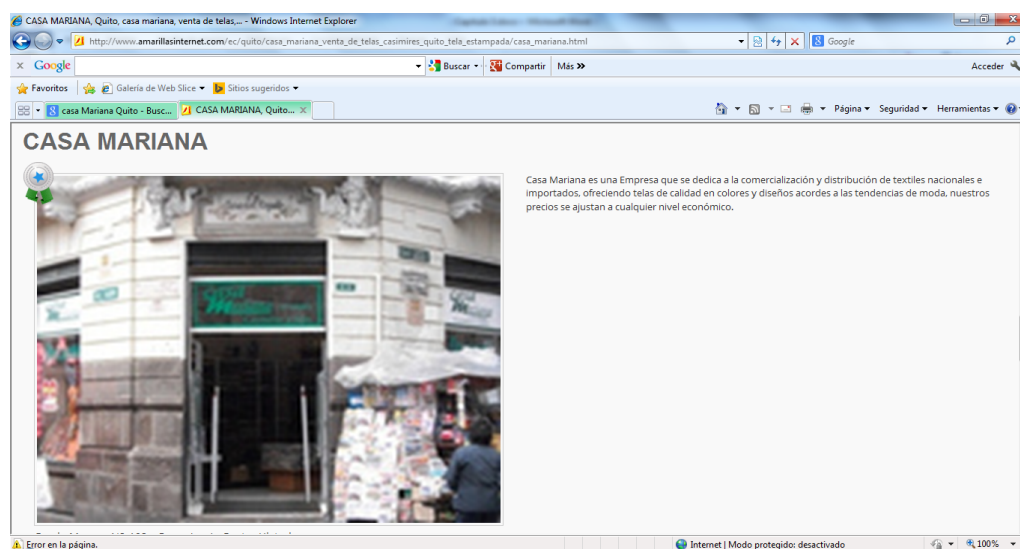 CASA MARIANA, Quito, casa mariana, venta de telas,... - Windows Internet Explorer
http://www.amarillasinternet.com/ec/quito/casa_mariana_venta_de_telas_casimires_quito_tela_estampada/casa_mariana.html
Google
x Google
Buscar
Compartir
Más »
Acceder
Favoritos
Galería de Web Slice
Sitios sugeridos
casa Mariana Quito - Busc...
CASA MARIANA, Quito...
Página
Seguridad
Herramientas
CASA MARIANA
Casa Mariana es una Empresa que se dedica a la comercialización y distribución de textiles nacionales e
importados, ofreciendo telas de calidad en colores y diseños acordes a las tendencias de moda, nuestros
precios se ajustan a cualquier nivel económico.
Casa
Mariana
Error en la página.
Internet | Modo protegido: desactivado
100%